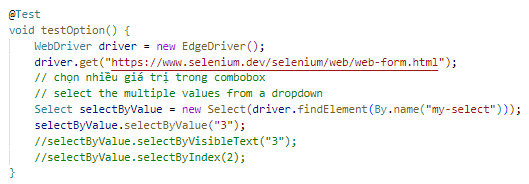 @Test
void testOption() {
WebDriver driver = new EdgeDriver();
driver.get("https://www.selenium.dev/selenium/web/web-form.html");
// chọn nhiều giá trị trong combobox
// select the multiple values from a dropdown
Select selectByValue = new Select(driver.findElement(By.name("my-select")));
selectByValue.selectByValue("3");
//selectByValue.selectByVisibleText("3");
//selectByValue.selectByIndex(2);
}